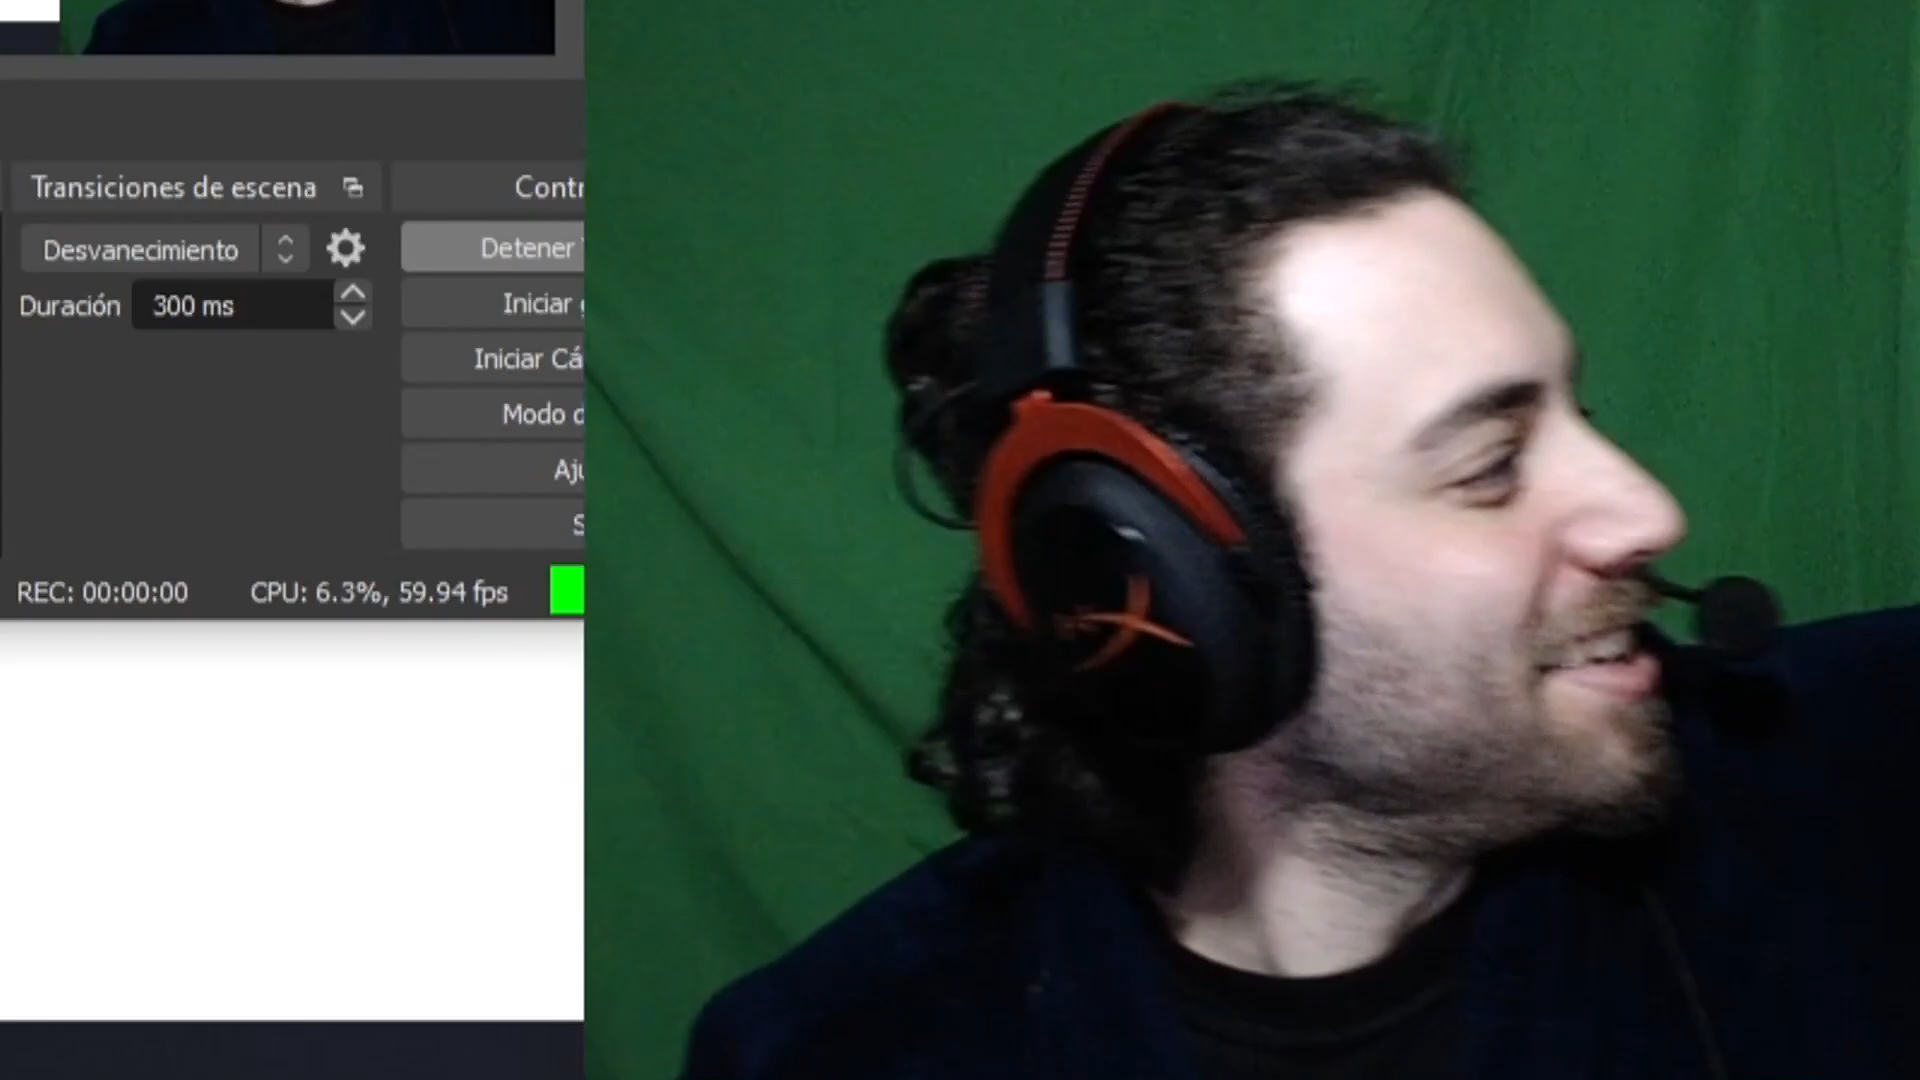 Transiciones de escena
Contr
Desvanecimiento
Detener
Duración 300 ms
Iniciar
Iniciar Cá
Modo d
Aju
S
REC: 00:00:00 CPU: 6.3%, 59.94 fps